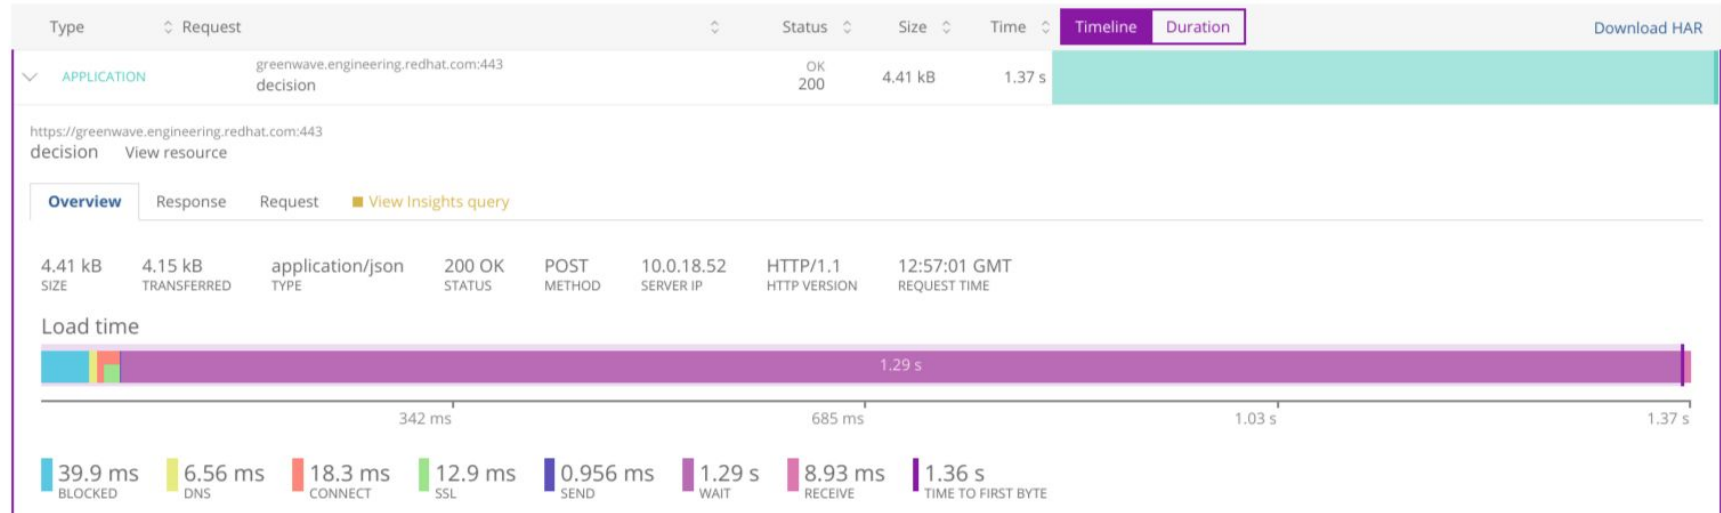 Type Request Status Size Time Timeline Duration Download HAR
APPLICATION greenwave.engineering.redhat.com:443 OK
decision 200 4.41 kB 1.37 s
https://greenwave.engineering.redhat.com:443
decision View resource
Overview Response Request View Insights query
4.41 kB 4.15 kB application/json 200 OK POST 10.0.18.52 HTTP/1.1 12:57:01 GMT
SIZE TRANSFERRED TYPE STATUS METHOD SERVER IP HTTP VERSION REQUEST TIME
Load time
1.29 s
342 ms 685 ms 1.03 s 1.37 s
39.9 ms 6.56 ms 18.3 ms 12.9 ms 0.956 ms 1.29 s 8.93 ms 1.36 s
BLOCKED DNS CONNECT SSL SEND WAIT RECEIVE TIME TO FIRST BYTE